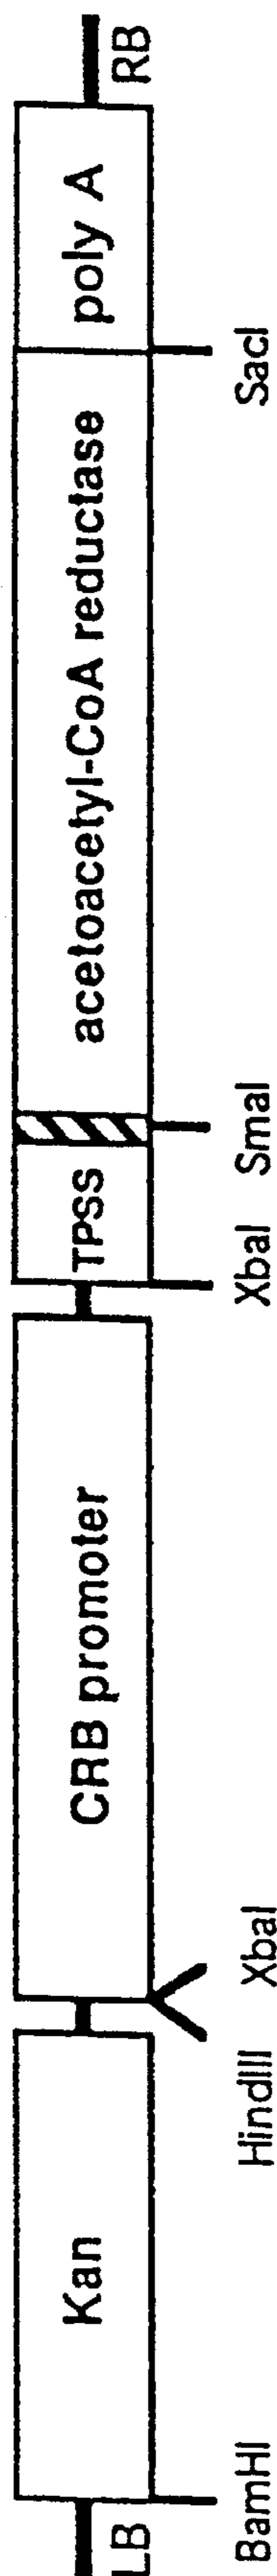 LB
Kan
CRB promoter
TPSS
acetoacetyl-CoA reductase
poly A
RB
BamHI
HindIII
XbaI
XbaI
SmaI
SacI